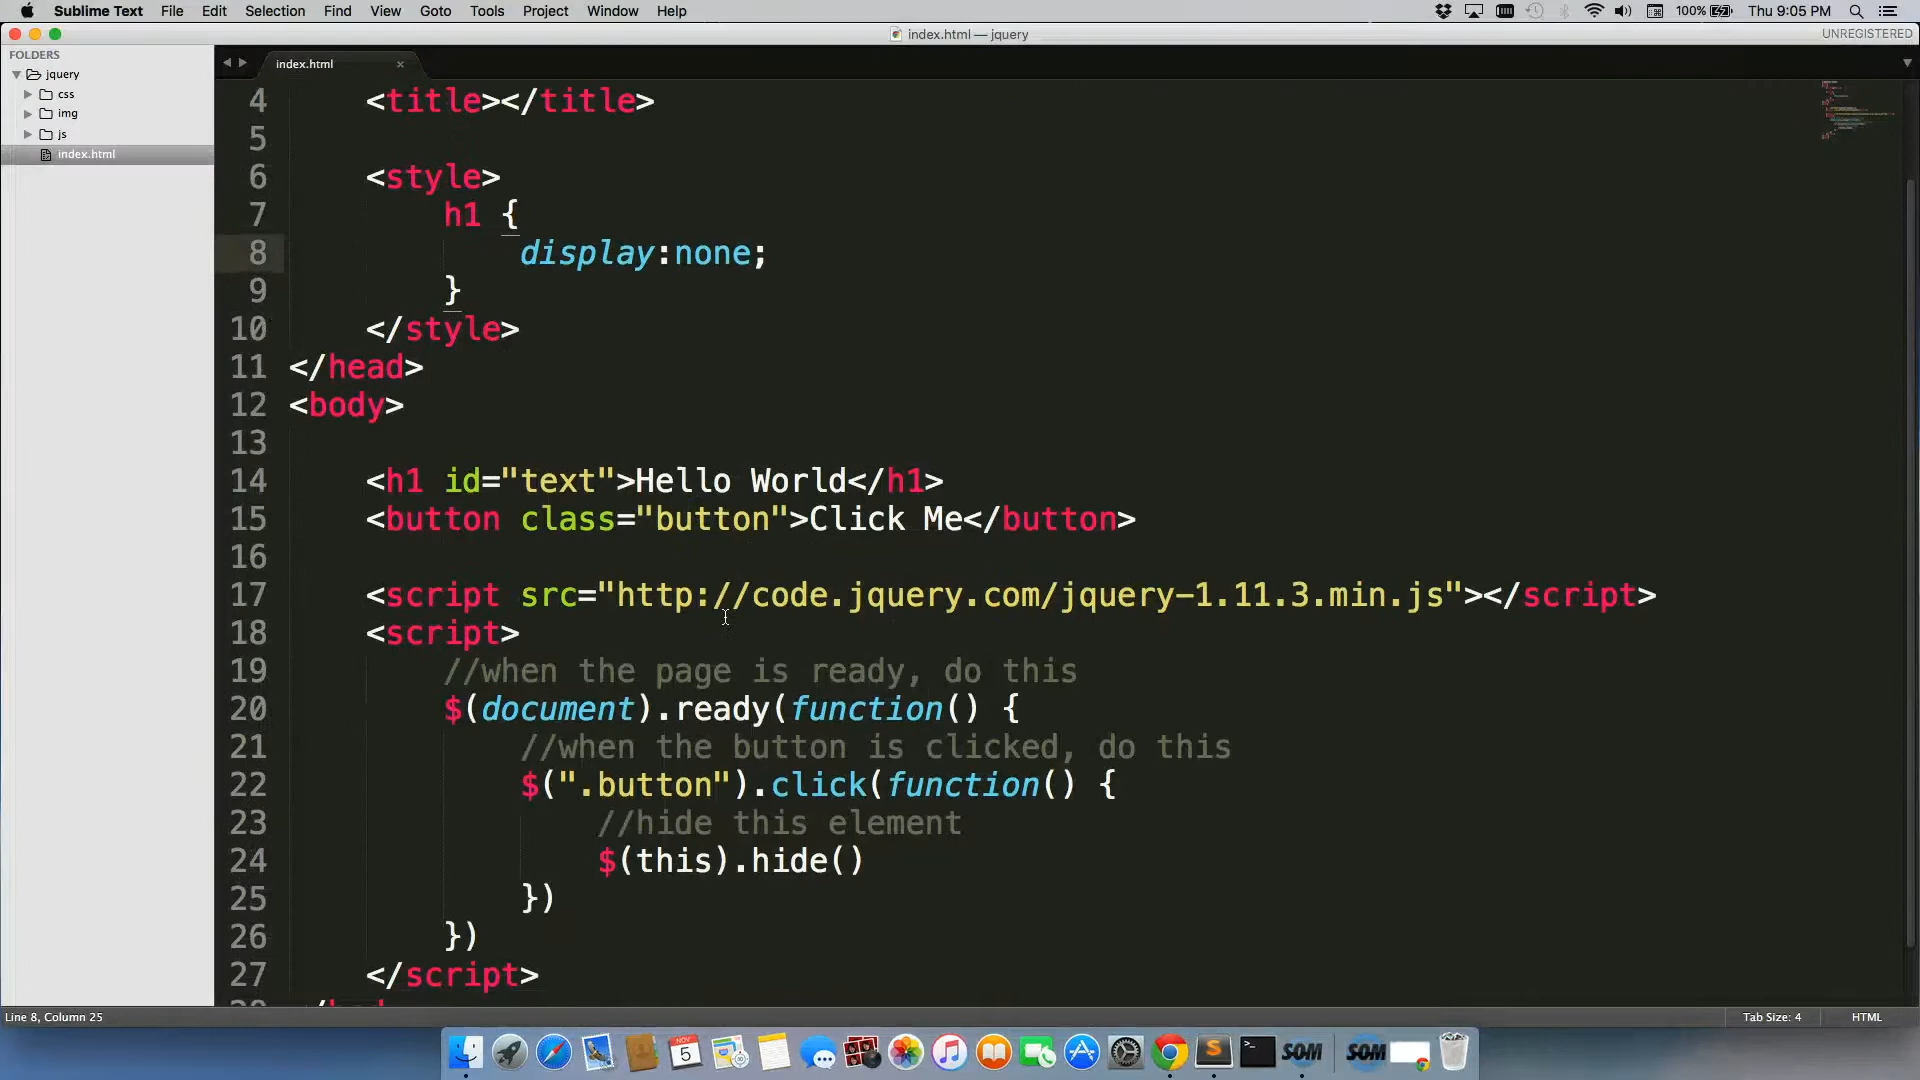 Sublime Text File Edit Selection Find View Goto Tools Project Window Help 100% Thu 9:05 PM
index.html — jquery UNREGISTERED
FOLDERS
jquery
css
img
js
index.html
index.html
4 <title></title>
5
6 <style>
7 h1 {
8 display:none;
9 }
10 </style>
11 </head>
12 <body>
13
14 <h1 id="text">Hello World</h1>
15 <button class="button">Click Me</button>
16
17 <script src="http://code.jquery.com/jquery-1.11.3.min.js"></script>
18 <script>
19 //when the page is ready, do this
20 $(document).ready(function() {
21 //when the button is clicked, do this
22 $(".button").click(function() {
23 //hide this element
24 $(this).hide()
25 })
26 })
27 </script>
Line 8, Column 25 Tab Size: 4 HTML
NOV
5
SOM
SOM